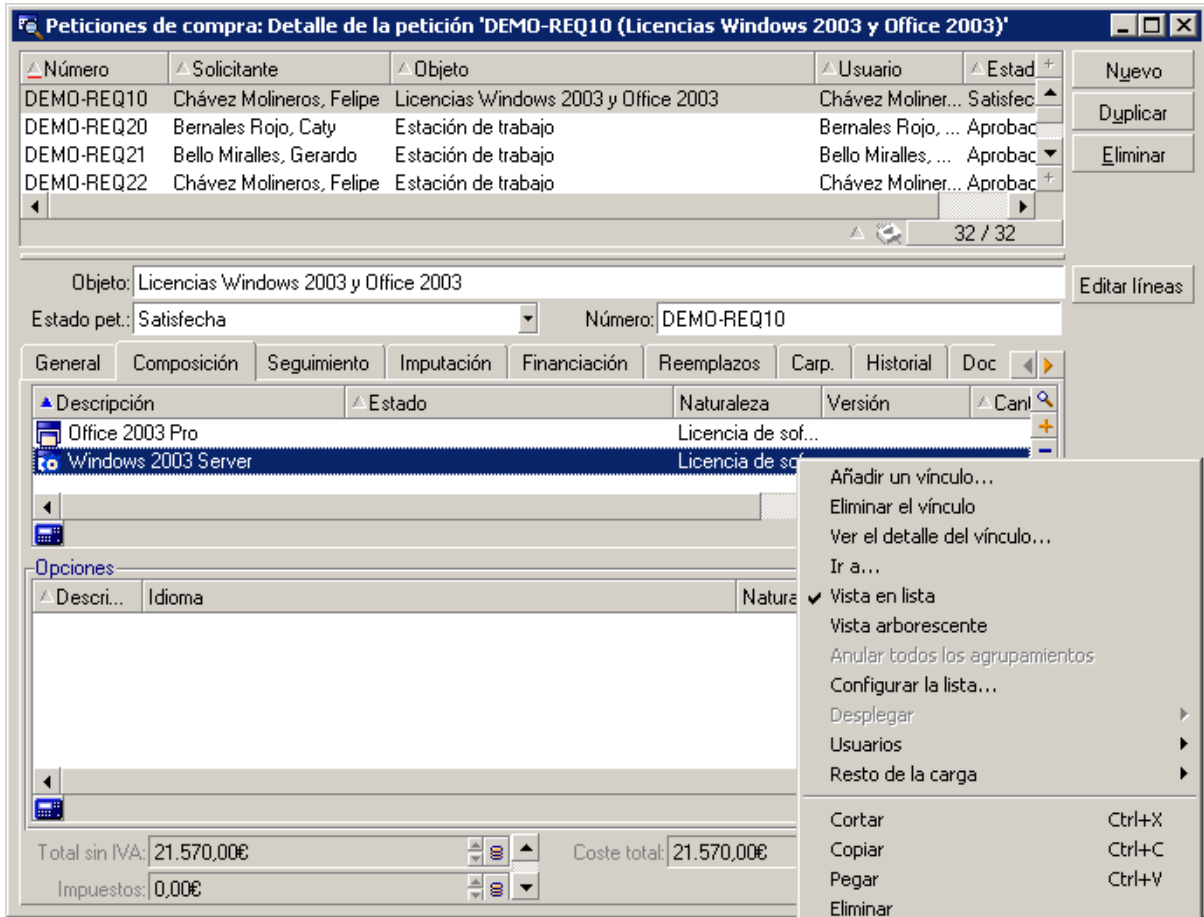 Peticiones de compra: Detalle de la petición 'DEMO-REQ10 (Licencias Windows 2003 y Office 2003)'
Número Solicitante Objeto Usuario Estad
DEMO-REQ10 Chávez Molineros, Felipe Licencias Windows 2003 y Office 2003 Chávez Moliner... Satisfec
DEMO-REQ20 Bernales Rojo, Caty Estación de trabajo Bernales Rojo, ... Aprobac
DEMO-REQ21 Bello Miralles, Gerardo Estación de trabajo Bello Miralles, ... Aprobac
DEMO-REQ22 Chávez Molineros, Felipe Estación de trabajo Chávez Moliner... Aprobac
32 / 32
Nuevo
Duplicar
Eliminar
Objeto: Licencias Windows 2003 y Office 2003
Editar líneas
Estado pet.: Satisfecha Número: DEMO-REQ10
General Composición Seguimiento Imputación Financiación Reemplazos Carp. Historial Doc
Descripción Estado Naturaleza Versión Cant
Office 2003 Pro Licencia de sof...
Windows 2003 Server Licencia de sof...
Opciones
Descri... Idioma Natura
Total sin IVA: 21.570,00€ Coste total: 21.570,00€
Impuestos: 0,00€
Añadir un vínculo...
Eliminar el vínculo
Ver el detalle del vínculo...
Ir a...
Vista en lista
Vista arborescente
Anular todos los agrupamientos
Configurar la lista...
Desplegar
Usuarios
Resto de la carga
Cortar Ctrl+X
Copiar Ctrl+C
Pegar Ctrl+V
Eliminar